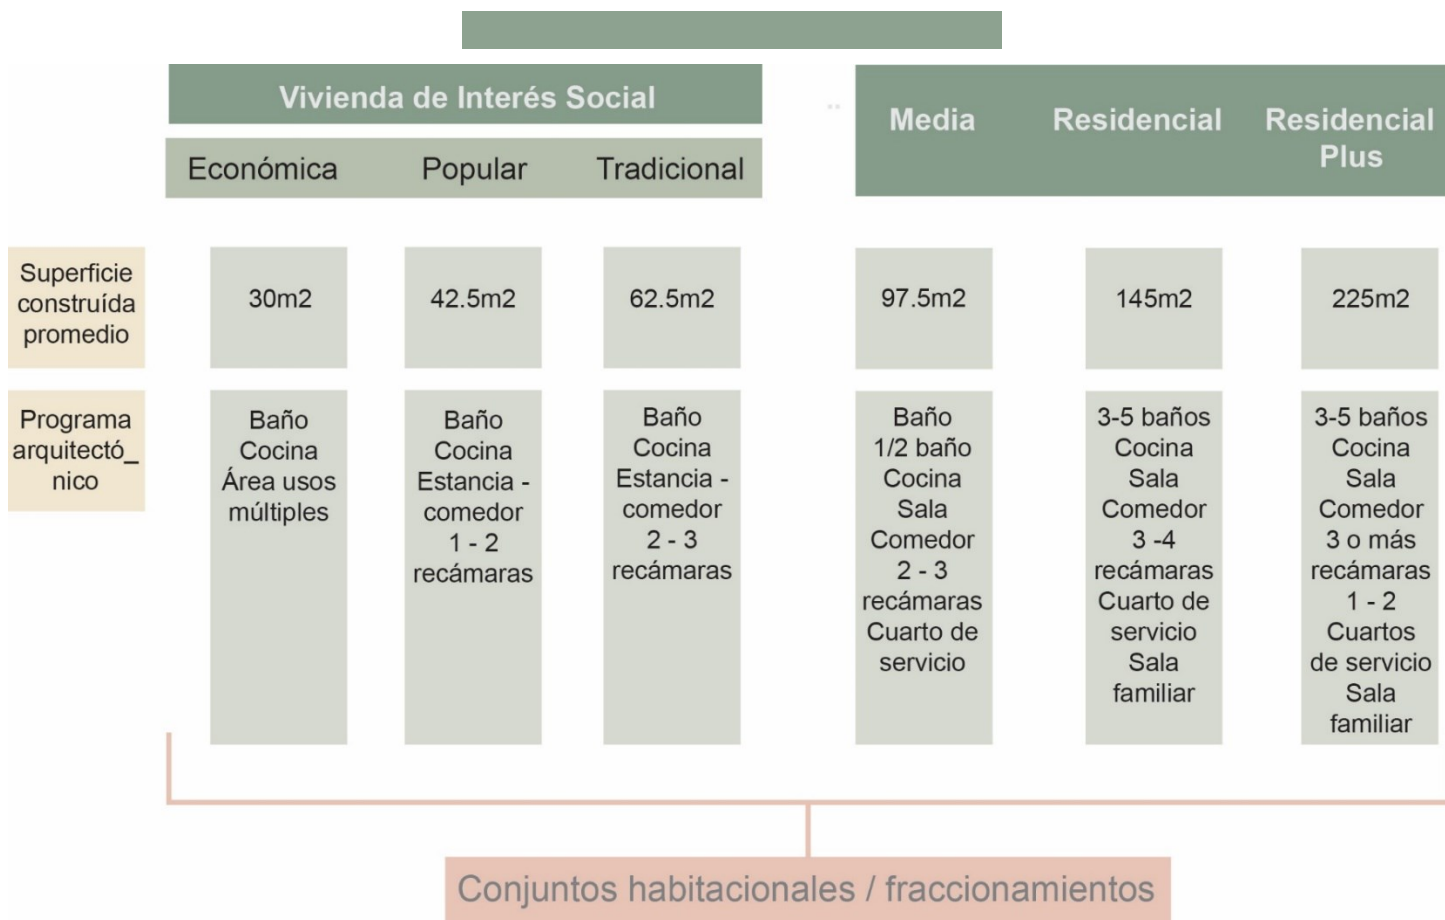 Vivienda de Interés Social
Económica
Popular
Tradicional
Media
Residencial
Residencial
Plus
Superficie
construída
promedio
30m2
42.5m2
62.5m2
97.5m2
145m2
225m2
Programa
arquitectó_
nico
Baño
Cocina
Área usos
múltiples
Baño
Cocina
Estancia -
comedor
1 - 2
recámaras
Baño
Cocina
Estancia -
comedor
2 - 3
recámaras
Baño
1/2 baño
Cocina
Sala
Comedor
2 - 3
recámaras
Cuarto de
servicio
3-5 baños
Cocina
Sala
Comedor
3 -4
recámaras
Cuarto de
servicio
Sala
familiar
3-5 baños
Cocina
Sala
Comedor
3 o más
recámaras
1 - 2
Cuartos
de servicio
Sala
familiar
Conjuntos habitacionales / fraccionamientos